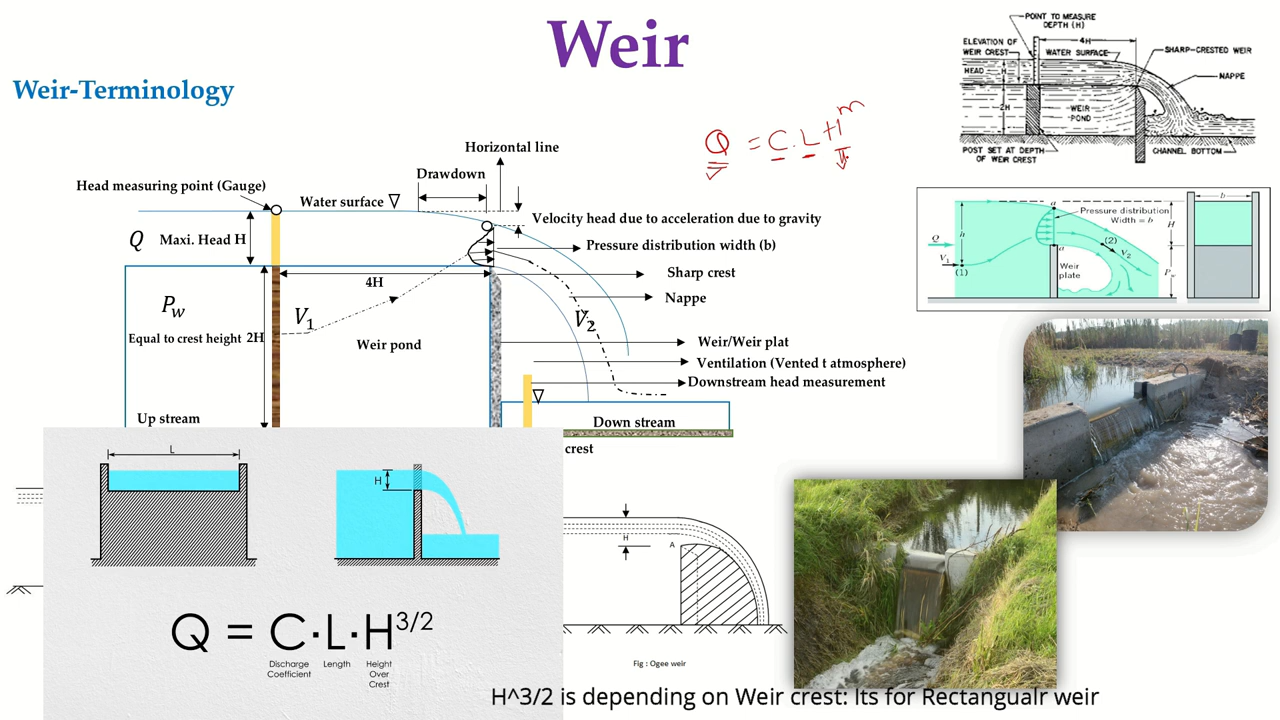 Weir
Weir-Terminology
Horizontal line
Drawdown
Head measuring point (Gauge)
Water surface
Velocity head due to acceleration due to gravity
Q
Maxi. Head H
Pressure distribution width (b)
Sharp crest
4H
Nappe
P_w
V_1
V_2
Equal to crest height 2H
Weir pond
Weir/Weir plat
Ventilation (Vented t atmosphere)
Downstream head measurement
Up stream
Down stream
crest
Q = C.L H^n
POINT TO MEASURE
DEPTH (H)
4H
ELEVATION OF
WEIR CREST
WATER SURFACE
SHARP-CRESTED WEIR
HEAD
H
NAPPE
2H
WEIR
POND
POST SET AT DEPTH
OF WEIR CREST
CHANNEL BOTTOM
a
Pressure distribution
Width = b
h
H
b
Q
V_1
(1)
a
(2)
V_2
Weir
plate
P_w
L
H
Q = C·L·H^3/2
Discharge
Coefficient
Length
Height
Over
Crest
H
A
Fig : Ogee weir
H^3/2 is depending on Weir crest: Its for Rectangualr weir